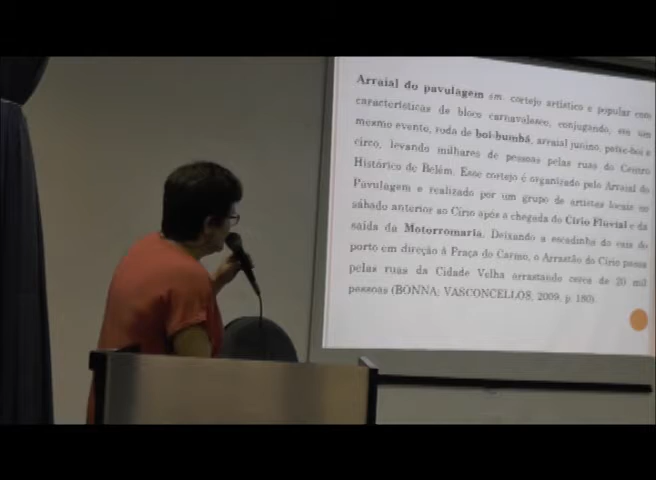 Arraial do pavulagem um cortejo artístico e popular com
características de bloco carnavalesco, conjugando, em um
mesmo evento, roda de boi-bumbá, arraial junino, peixe-boi e
circo, levando milhares de pessoas pelas ruas do Centro
Histórico de Belém. Esse cortejo é organizado pelo Arraial do
Pavulagem e realizado por um grupo de artistas locais no
sábado anterior ao Círio após a chegada do Círio Fluvial e da
saída da Motorromaria. Deixando a escadinha do cais do
porto em direção à Praça do Carmo, o Arrastão do Círio passa
pelas ruas da Cidade Velha arrastando cerca de 20 mil
pessoas (BONNA; VASCONCELLOS, 2009, p. 180).